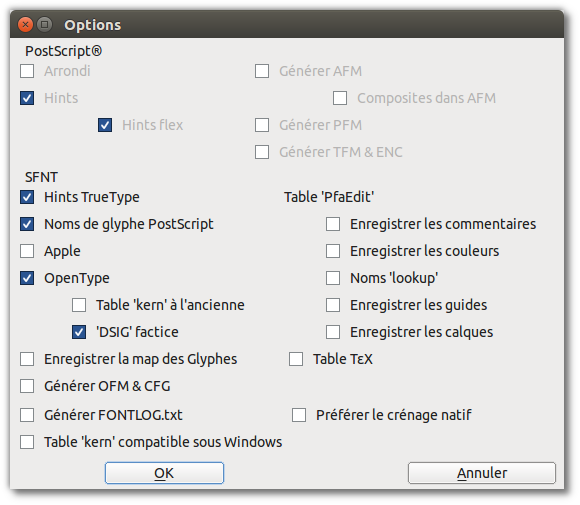 Options
PostScript®
Arrondi Générer AFM
Hints Composites dans AFM
Hints flex Générer PFM
Générer TFM & ENC
SFNT
Hints TrueType Table 'PfaEdit'
Noms de glyphe PostScript Enregistrer les commentaires
Apple Enregistrer les couleurs
OpenType Noms 'lookup'
Table 'kern' à l'ancienne Enregistrer les guides
'DSIG' factice Enregistrer les calques
Enregistrer la map des Glyphes Table ΤεΧ
Générer OFM & CFG
Générer FONTLOG.txt Préférer le crénage natif
Table 'kern' compatible sous Windows
OK Annuler